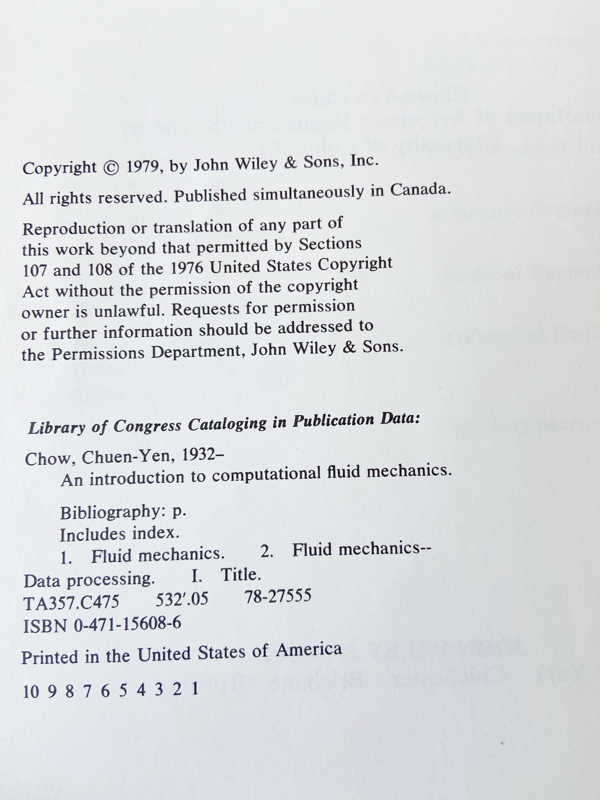 Copyright © 1979, by John Wiley & Sons, Inc.
All rights reserved. Published simultaneously in Canada.
Reproduction or translation of any part of
this work beyond that permitted by Sections
107 and 108 of the 1976 United States Copyright
Act without the permission of the copyright
owner is unlawful. Requests for permission
or further information should be addressed to
the Permissions Department, John Wiley & Sons.
Library of Congress Cataloging in Publication Data:
Chow, Chuen-Yen, 1932–
An introduction to computational fluid mechanics.
Bibliography: p.
Includes index.
1. Fluid mechanics. 2. Fluid mechanics--
Data processing. I. Title.
TA357.C475 532'.05 78-27555
ISBN 0-471-15608-6
Printed in the United States of America
10 9 8 7 6 5 4 3 2 1